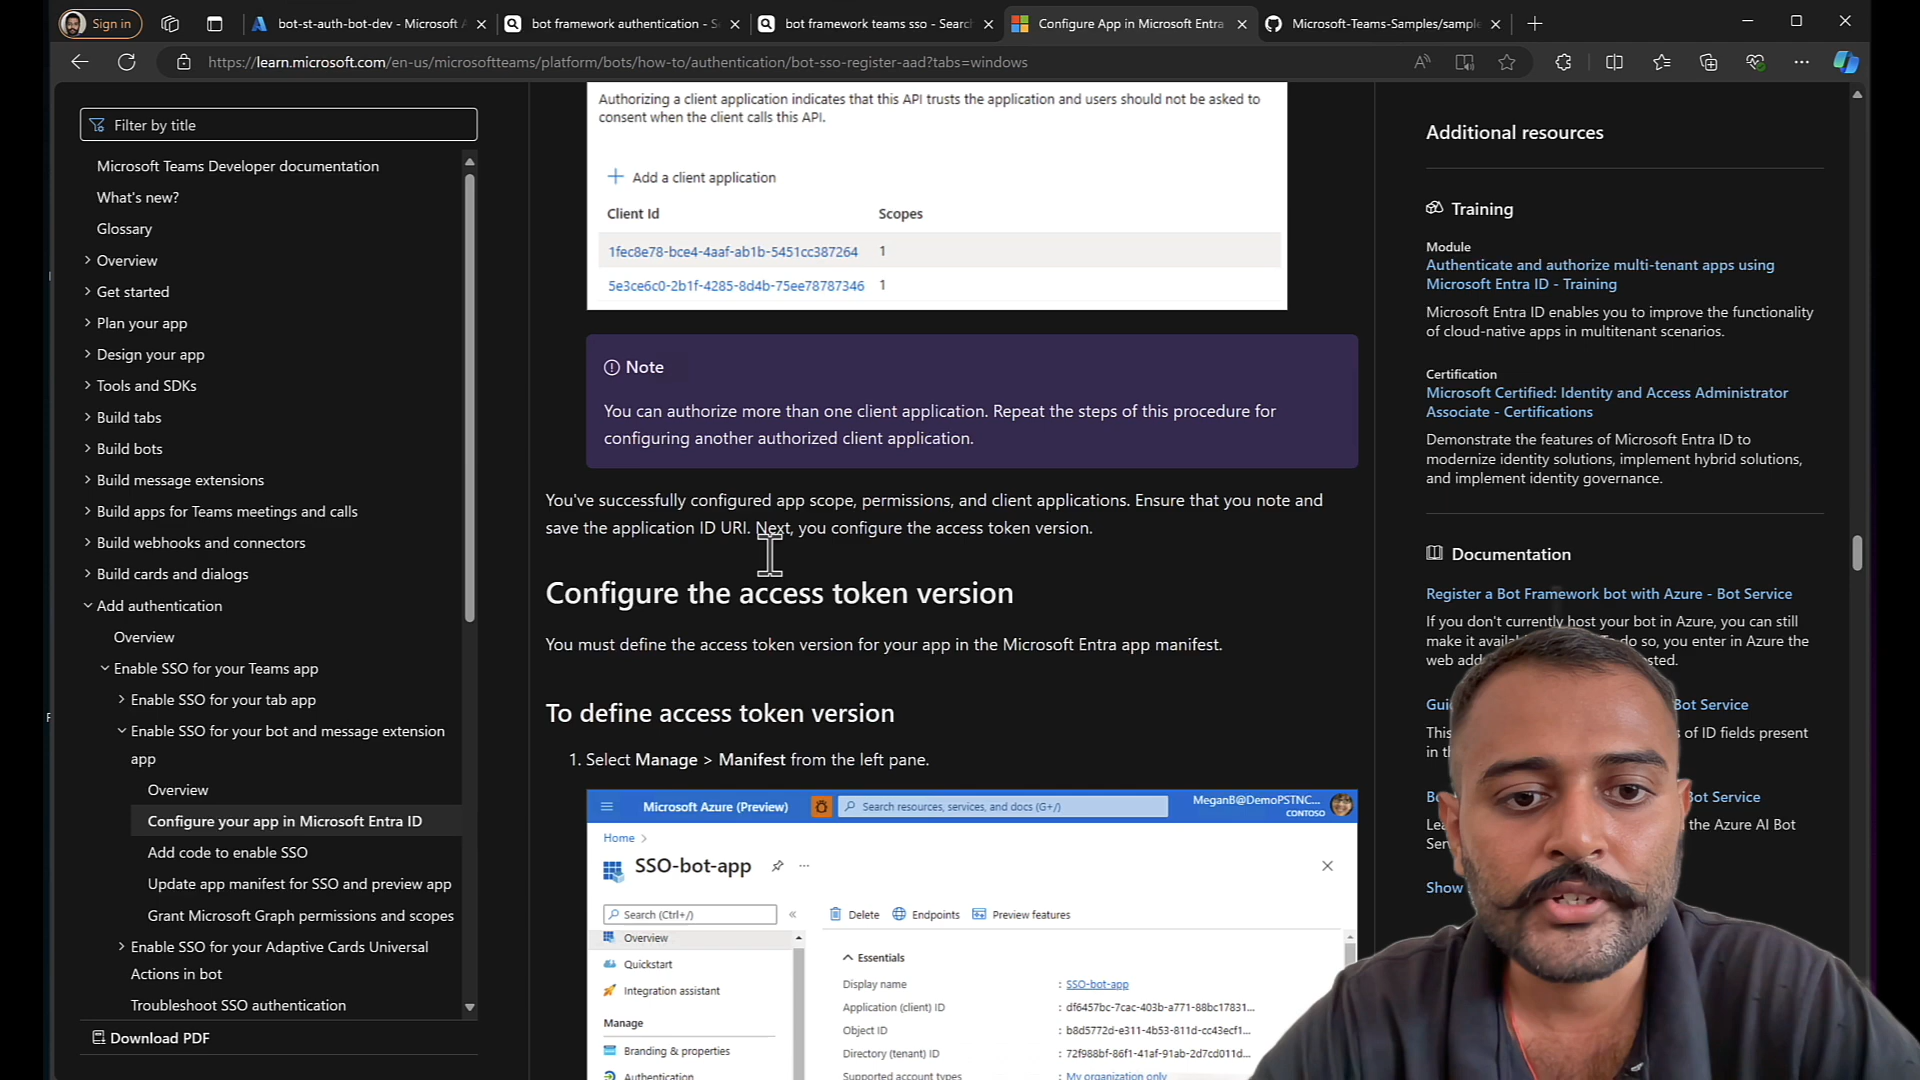 Sign in
bot-st-auth-bot-dev - Microsoft A
bot framework authentication - S
bot framework teams sso - Searc
Configure App in Microsoft Entra
Microsoft-Teams-Samples/sampl
https://learn.microsoft.com/en-us/microsoftteams/platform/bots/how-to/authentication/bot-sso-register-aad?tabs=windows
Filter by title
Microsoft Teams Developer documentation
What's new?
Glossary
Overview
Get started
Plan your app
Design your app
Tools and SDKs
Build tabs
Build bots
Build message extensions
Build apps for Teams meetings and calls
Build webhooks and connectors
Build cards and dialogs
Add authentication
Overview
Enable SSO for your Teams app
Enable SSO for your tab app
Enable SSO for your bot and message extension
app
Overview
Configure your app in Microsoft Entra ID
Add code to enable SSO
Update app manifest for SSO and preview app
Grant Microsoft Graph permissions and scopes
Enable SSO for your Adaptive Cards Universal
Actions in bot
Troubleshoot SSO authentication
Download PDF
Authorizing a client application indicates that this API trusts the application and users should not be asked to
consent when the client calls this API.
Add a client application
Client Id Scopes
1fec8e78-bce4-4aaf-ab1b-5451cc387264 1
5e3ce6c0-2b1f-4285-8d4b-75ee78787346 1
Note
You can authorize more than one client application. Repeat the steps of this procedure for
configuring another authorized client application.
You've successfully configured app scope, permissions, and client applications. Ensure that you note and
save the application ID URI. Next, you configure the access token version.
Configure the access token version
You must define the access token version for your app in the Microsoft Entra app manifest.
To define access token version
1. Select Manage > Manifest from the left pane.
Microsoft Azure (Preview)
Search resources, services, and docs (G+/)
MeganB@DemoPSTNC...
CONTOSO
Home >
SSO-bot-app
Search (Ctrl+/)
Delete Endpoints Preview features
Overview
Quickstart
Integration assistant
Manage
Branding & properties
Authentication
Essentials
Display name : SSO-bot-app
Application (client) ID : df6457bc-7cac-403b-a771-88bc17831...
Object ID : b8d5772d-e311-4b53-811d-cc43ecf1...
Directory (tenant) ID : 72f988bf-86f1-41af-91ab-2d7cd011d...
Supported account types : My organization only
Additional resources
Training
Module
Authenticate and authorize multi-tenant apps using
Microsoft Entra ID - Training
Microsoft Entra ID enables you to improve the functionality
of cloud-native apps in multitenant scenarios.
Certification
Microsoft Certified: Identity and Access Administrator
Associate - Certifications
Demonstrate the features of Microsoft Entra ID to
modernize identity solutions, implement hybrid solutions,
and implement identity governance.
Documentation
Register a Bot Framework bot with Azure - Bot Service
If you don't currently host your bot in Azure, you can still
make it availa so, you enter in Azure the
web add osted.
Gui Bot Service
This s of ID fields present
in th
Bo Bot Service
Lea the Azure AI Bot
Serv
Show